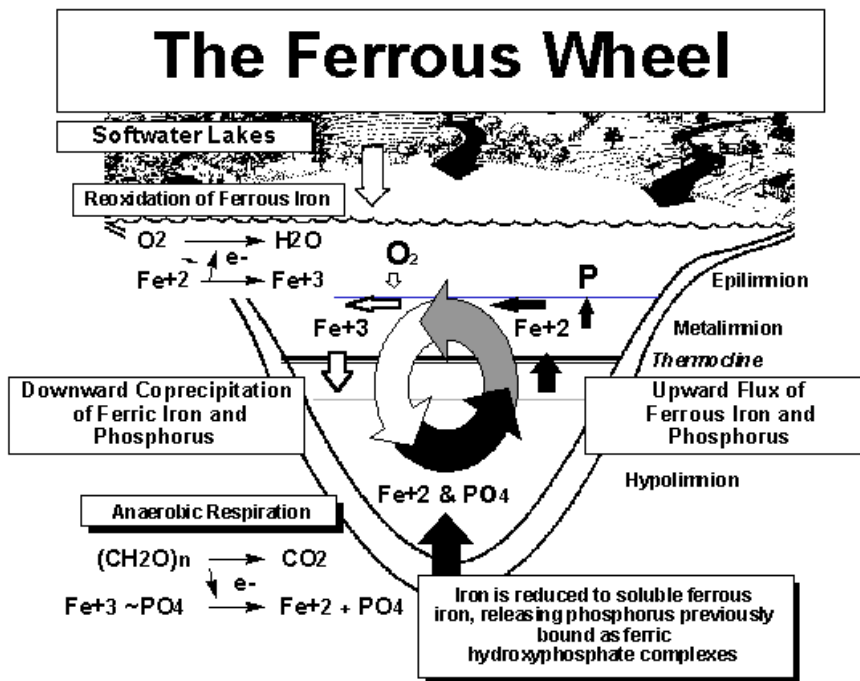 The Ferrous Wheel
Softwater Lakes
Reoxidation of Ferrous Iron
O2 H2O
e-
Fe+2 Fe+3
O2
P
Fe+3
Fe+2
Epilimnion
Metalimnion
Thermocline
Downward Coprecipitation
of Ferric Iron and
Phosphorus
Upward Flux of
Ferrous Iron and
Phosphorus
Hypolimnion
Fe+2 & PO4
Anaerobic Respiration
(CH2O)n CO2
e-
Fe+3 ~PO4 Fe+2 + PO4
Iron is reduced to soluble ferrous
iron, releasing phosphorus previously
bound as ferric
hydroxyphosphate complexes